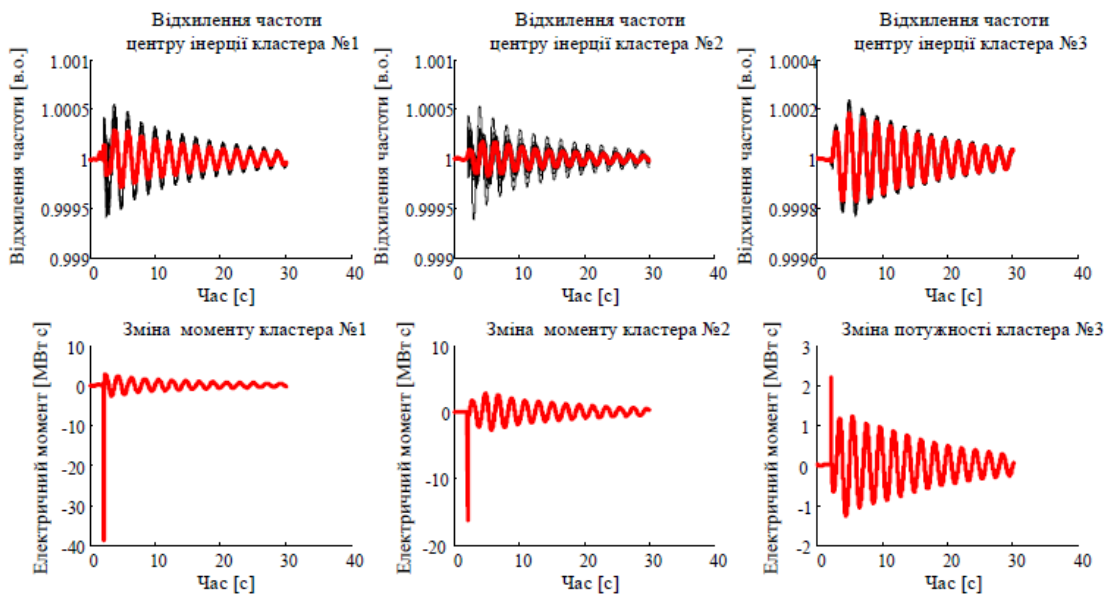 Відхилення частоти
центру інерції кластера №1
Відхилення частоти [в.о.]
1.001
1.0005
1
0.9995
0.999
0 10 20 30 40
Час [с]
Відхилення частоти
центру інерції кластера №2
Відхилення частоти [в.о.]
1.001
1.0005
1
0.9995
0.999
0 10 20 30 40
Час [с]
Відхилення частоти
центру інерції кластера №3
Відхилення частоти [в.о.]
1.0004
1.0002
1
0.9998
0.9996
0 10 20 30 40
Час [с]
Зміна моменту кластера №1
Електричний момент [МВт с]
10
0
-10
-20
-30
-40
0 10 20 30 40
Час [с]
Зміна моменту кластера №2
Електричний момент [МВт с]
10
0
-10
-20
0 10 20 30 40
Час [с]
Зміна потужності кластера №3
Електричний момент [МВт с]
3
2
1
0
-1
-2
0 10 20 30 40
Час [с]